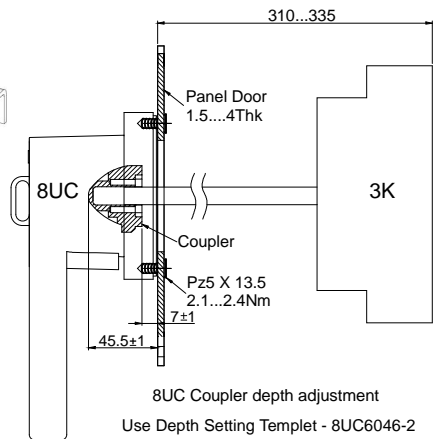 310...335
Panel Door
1.5....4Thk
8UC
3K
Coupler
Pz5 X 13.5
2.1...2.4Nm
7±1
45.5±1
8UC Coupler depth adjustment
Use Depth Setting Templet - 8UC6046-2